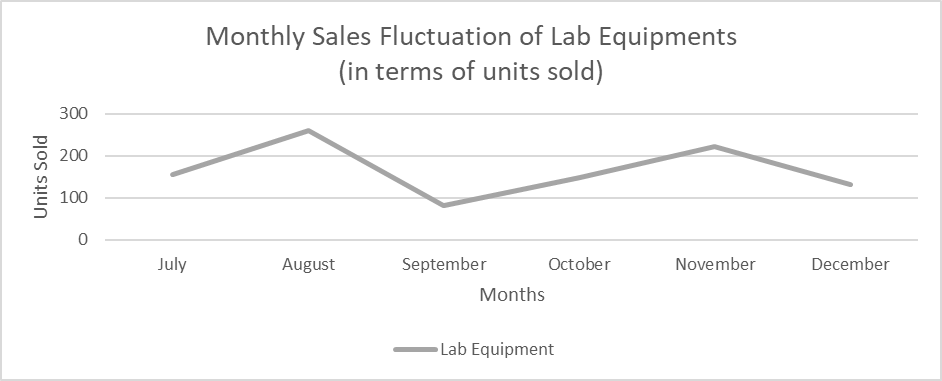 Monthly Sales Fluctuation of Lab Equipments
(in terms of units sold)
300
200
100
0
Units Sold
July August September October November December
Months
Lab Equipment